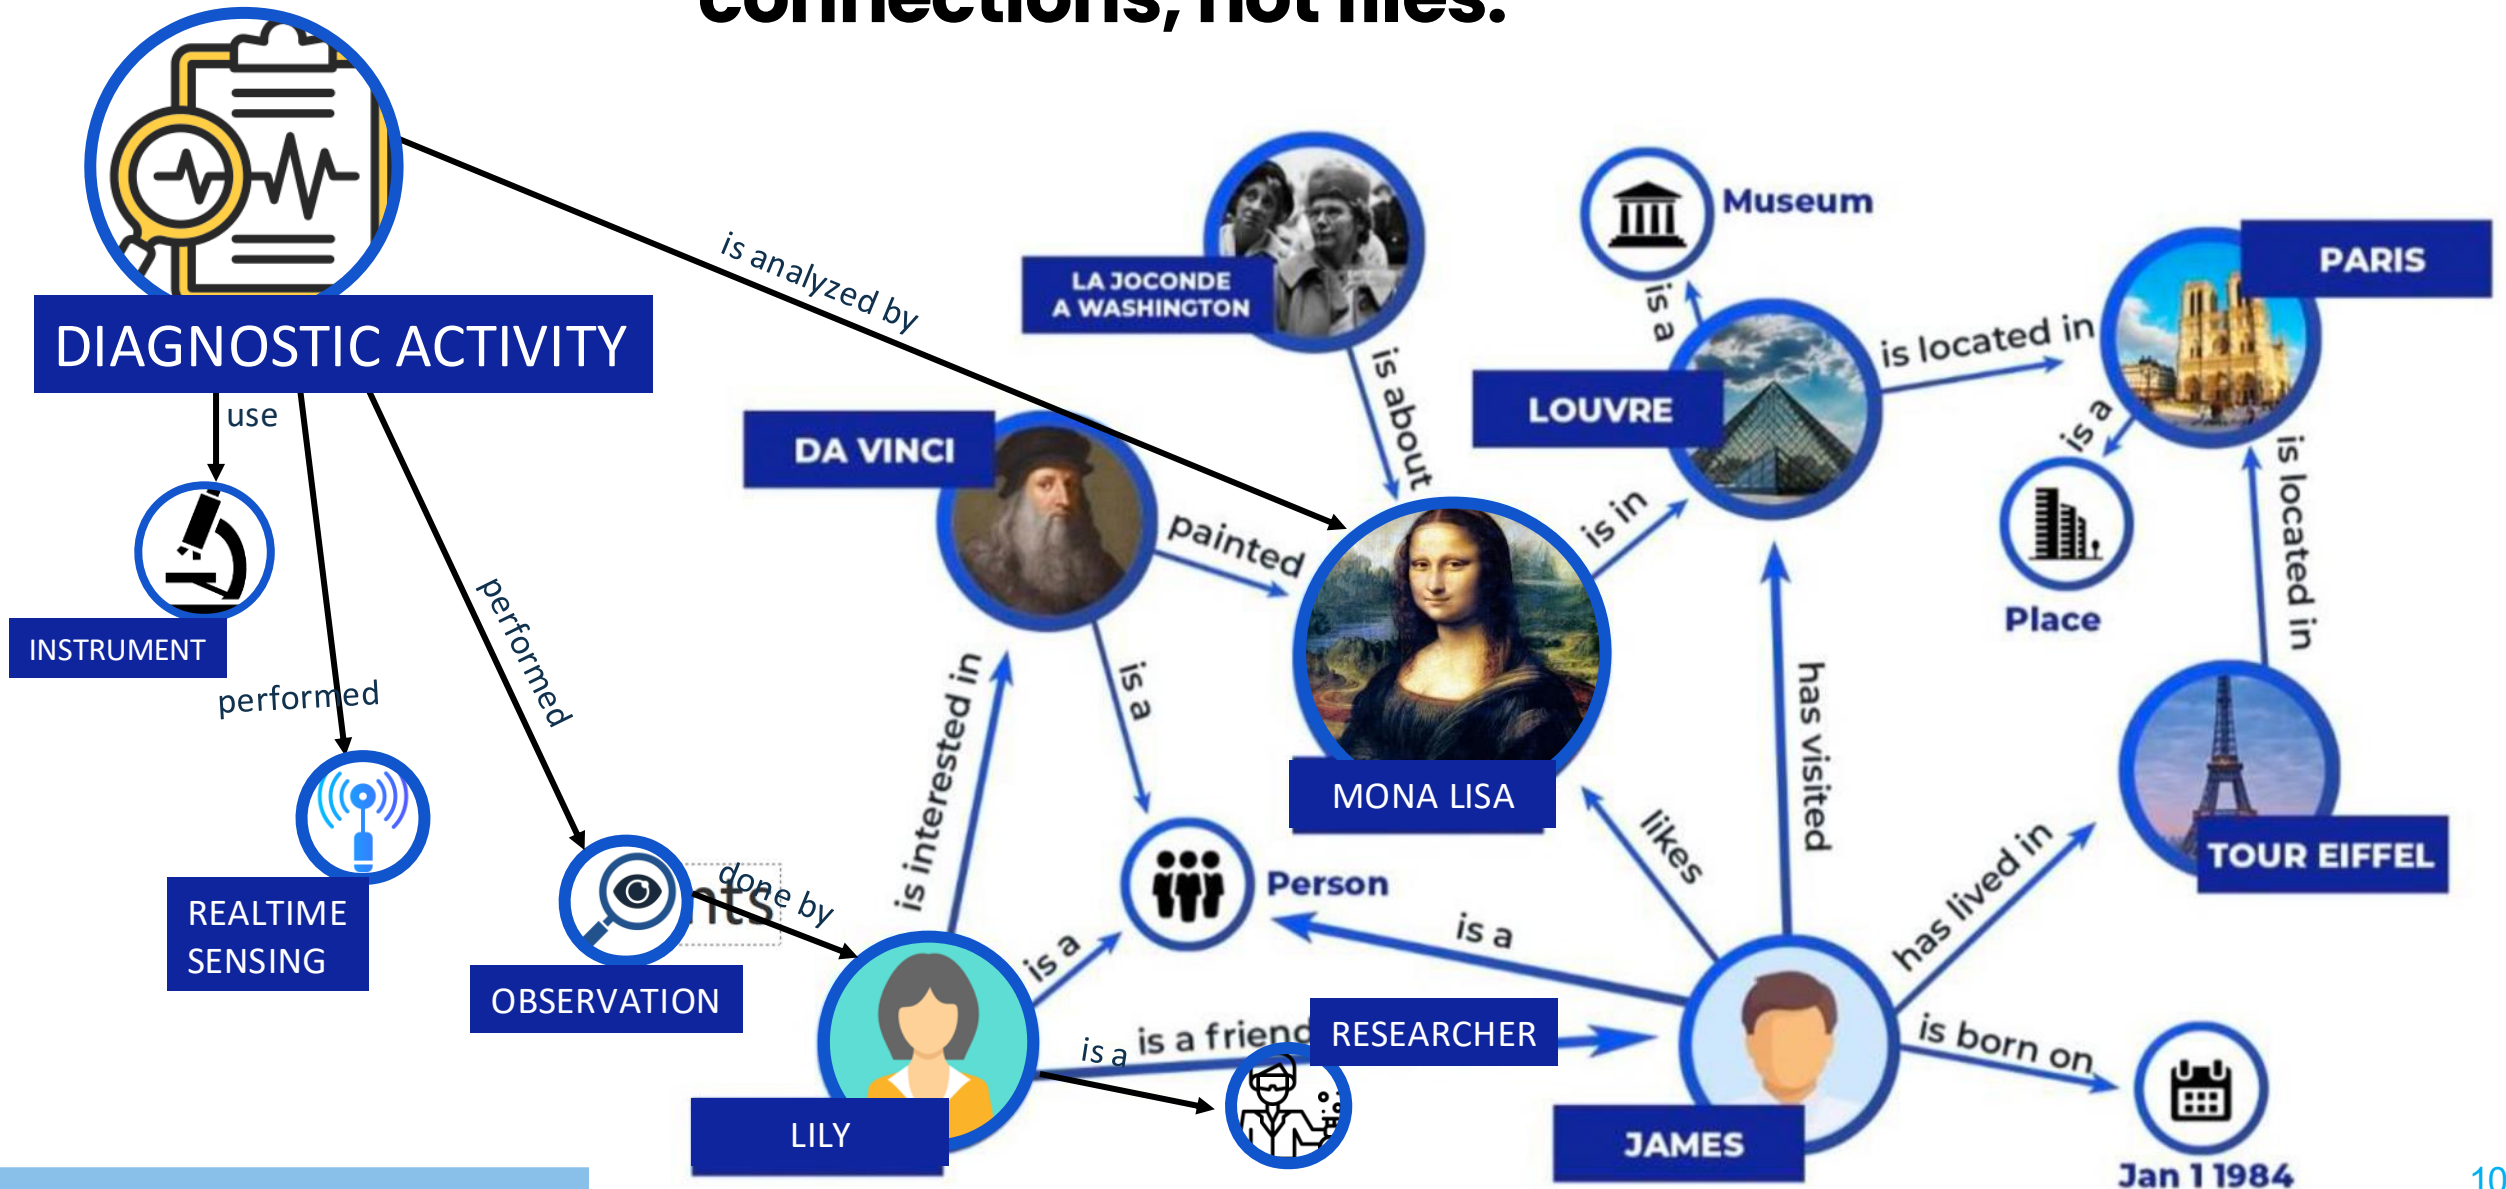 connections, not files.
is analyzed by
Museum
PARIS
LA JOCONDE
A WASHINGTON
is a
is located in
DIAGNOSTIC ACTIVITY
is about
LOUVRE
use
is a
DA VINCI
is located in
painted
is in
Place
performed
INSTRUMENT
performed
is interested in
is a
has visited
MONA LISA
likes
TOUR EIFFEL
has lived in
Person
done by
nts
REALTIME
SENSING
is a
is a
OBSERVATION
is a
is a friend
RESEARCHER
is born on
LILY
JAMES
Jan 1 1984
10